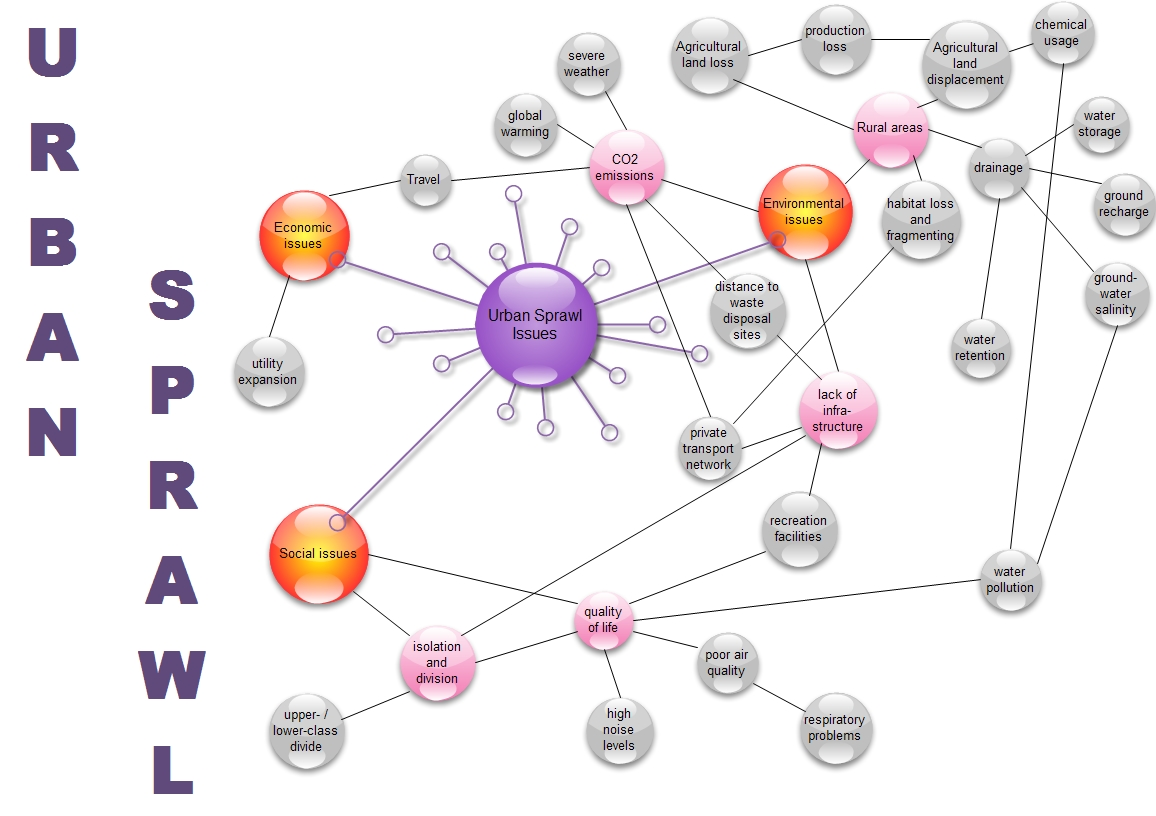 U
R
B
A
N
S
P
R
A
W
L
Urban Sprawl
Issues
Economic
issues
Travel
utility
expansion
severe
weather
global
warming
CO2
emissions
Environmental
issues
Agricultural
land loss
production
loss
Agricultural
land
displacement
chemical
usage
Rural areas
water
storage
drainage
ground
recharge
habitat loss
and
fragmenting
ground-
water
salinity
water
retention
distance to
waste
disposal
sites
lack of
infra-
structure
private
transport
network
recreation
facilities
Social issues
water
pollution
quality
of life
isolation
and
division
poor air
quality
upper- /
lower-class
divide
high
noise
levels
respiratory
problems